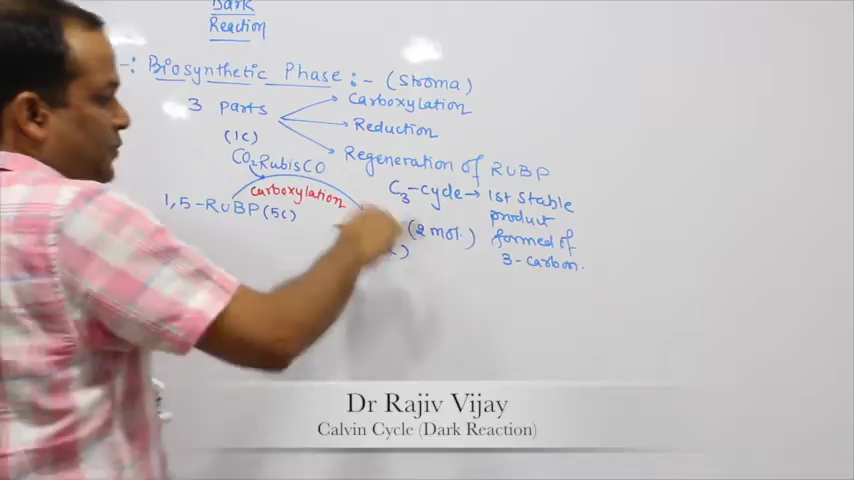 Dark
Reaction
:- Biosynthetic Phase :- (Stroma)
3 parts
Carboxylation
Reduction
Regeneration of RUBP
(1C)
CO2 RubisCO
carboxylation
1,5-RUBP (5C)
C3-cycle → 1st stable
product
formed of
3-carbon.
(2 mol.)
Dr Rajiv Vijay
Calvin Cycle (Dark Reaction)